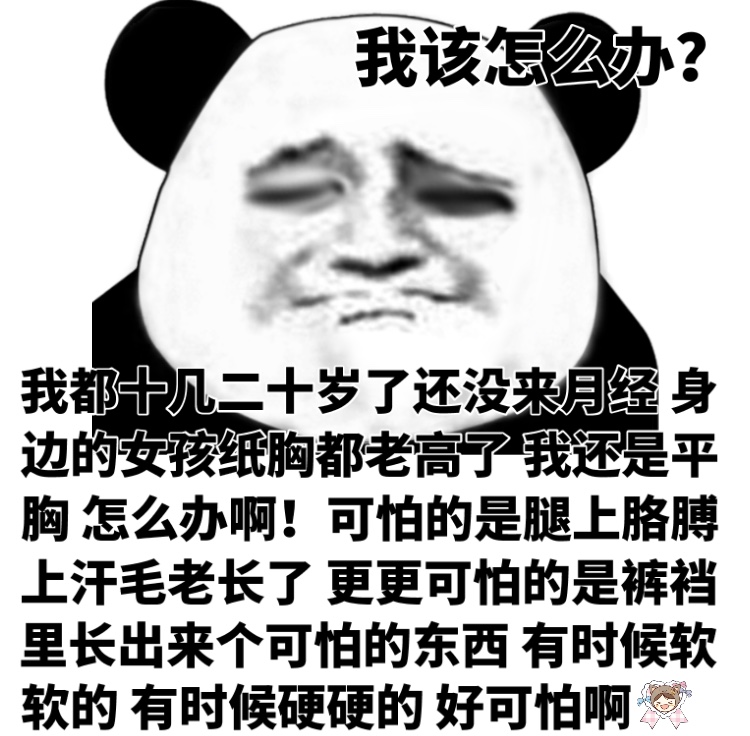 我该怎么办？
我都十几二十岁了还没来月经 身
边的女孩纸胸都老高了 我还是平
胸 怎么办啊！可怕的是腿上胳膊
上汗毛老长了 更更可怕的是裤裆
里长出来个可怕的东西 有时候软
软的 有时候硬硬的 好可怕啊